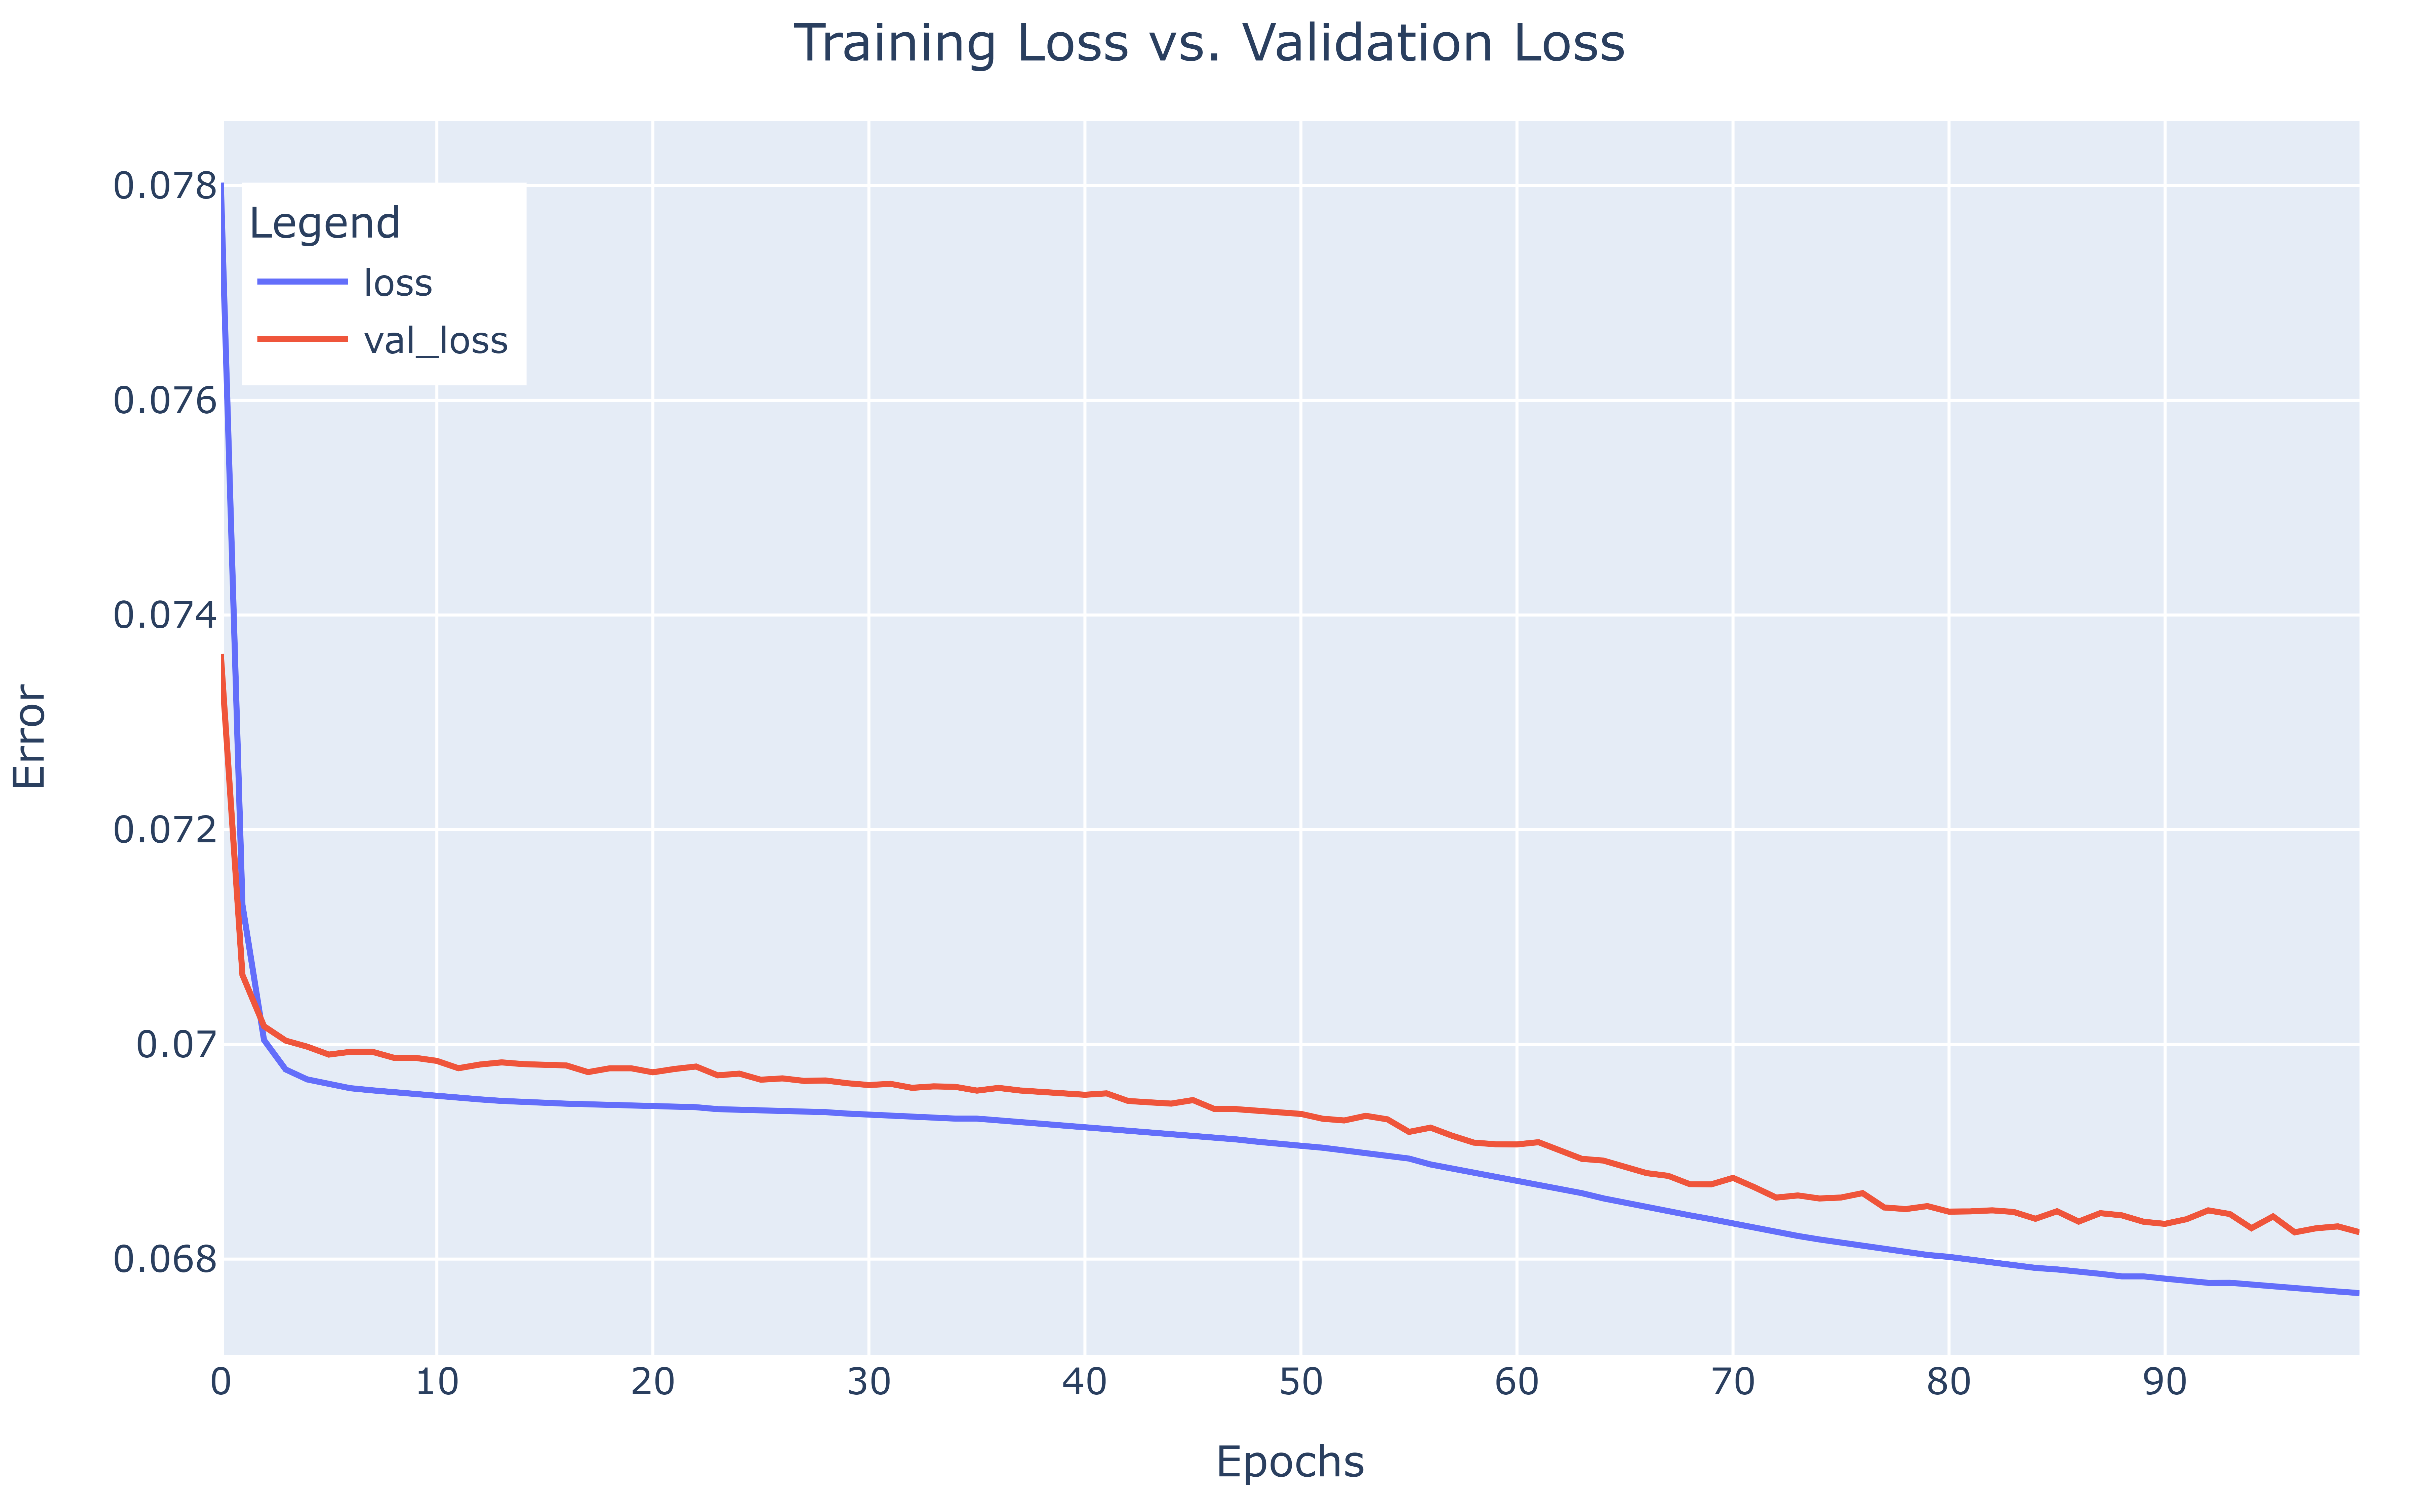 Training Loss vs. Validation Loss
Legend
loss
val_loss
0.078
0.076
0.074
0.072
0.07
0.068
Error
0 10 20 30 40 50 60 70 80 90
Epochs